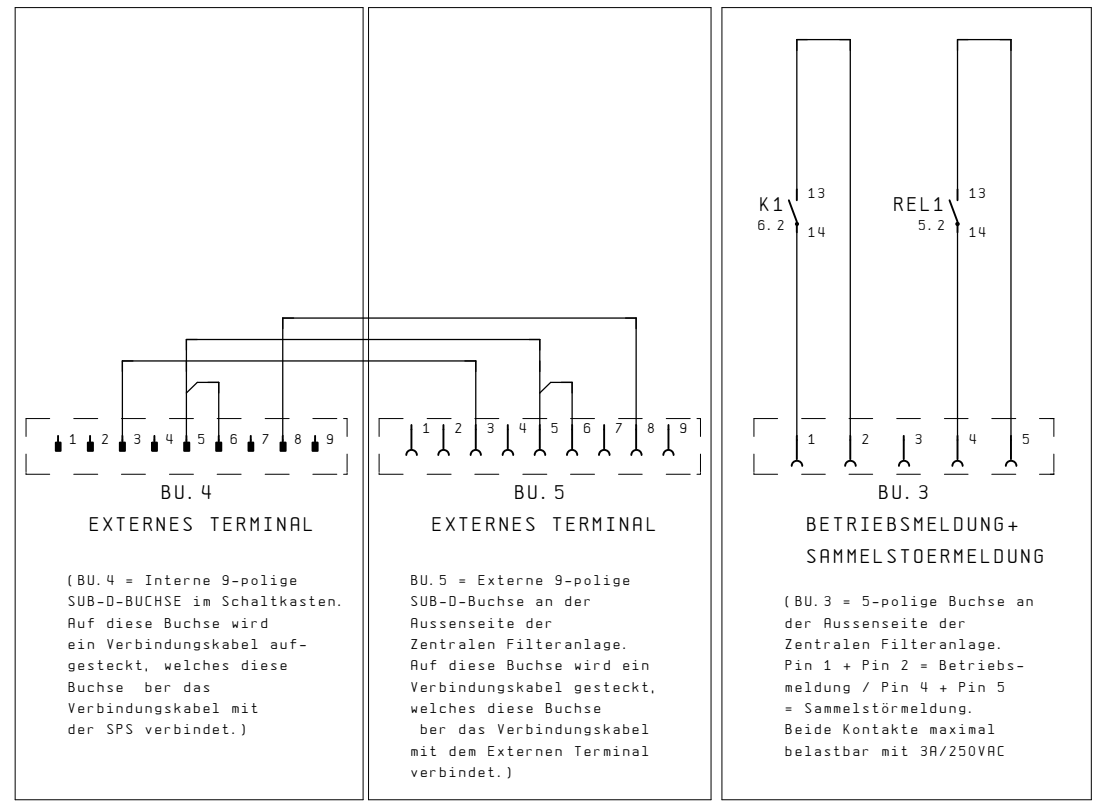 K1
6.2
13
14
REL1
5.2
13
14
1 2 3 4 5 6 7 8 9
BU.4
EXTERNES TERMINAL
(BU.4 = Interne 9-polige
SUB-D-BUCHSE im Schaltkasten.
Auf diese Buchse wird
ein Verbindungskabel auf-
gesteckt, welches diese
Buchse  ber das
Verbindungskabel mit
der SPS verbindet.)
1 2 3 4 5 6 7 8 9
BU.5
EXTERNES TERMINAL
BU.5 = Externe 9-polige
SUB-D-Buchse an der
Aussenseite der
Zentralen Filteranlage.
Auf diese Buchse wird ein
Verbindungskabel gesteckt,
welches diese Buchse
 ber das Verbindungskabel
mit dem Externen Terminal
verbindet.)
1 2 3 4 5
BU.3
BETRIEBSMELDUNG+
SAMMELSTOERMELDUNG
(BU.3 = 5-polige Buchse an
der Aussenseite der
Zentralen Filteranlage.
Pin 1 + Pin 2 = Betriebs-
meldung / Pin 4 + Pin 5
= Sammelstörmeldung.
Beide Kontakte maximal
belastbar mit 3A/250VAC